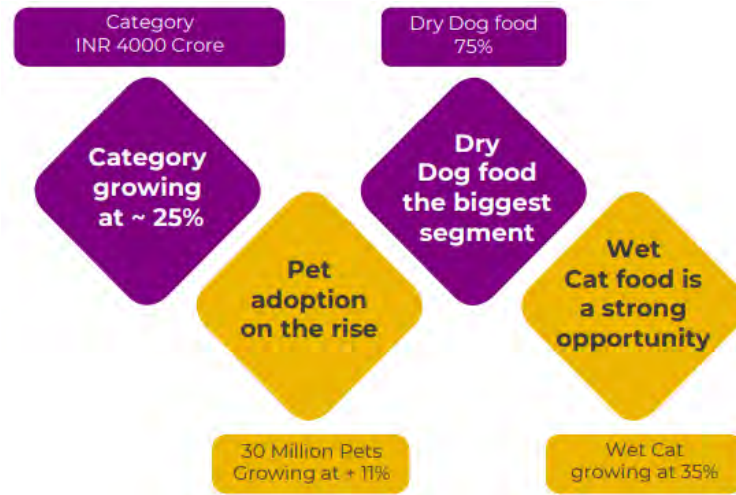 Category
INR 4000 Crore
Category
growing
at ~ 25%
Pet
adoption
on the rise
30 Million Pets
Growing at + 11%
Dry Dog food
75%
Dry
Dog food
the biggest
segment
Wet
Cat food is
a strong
opportunity
Wet Cat
growing at 35%